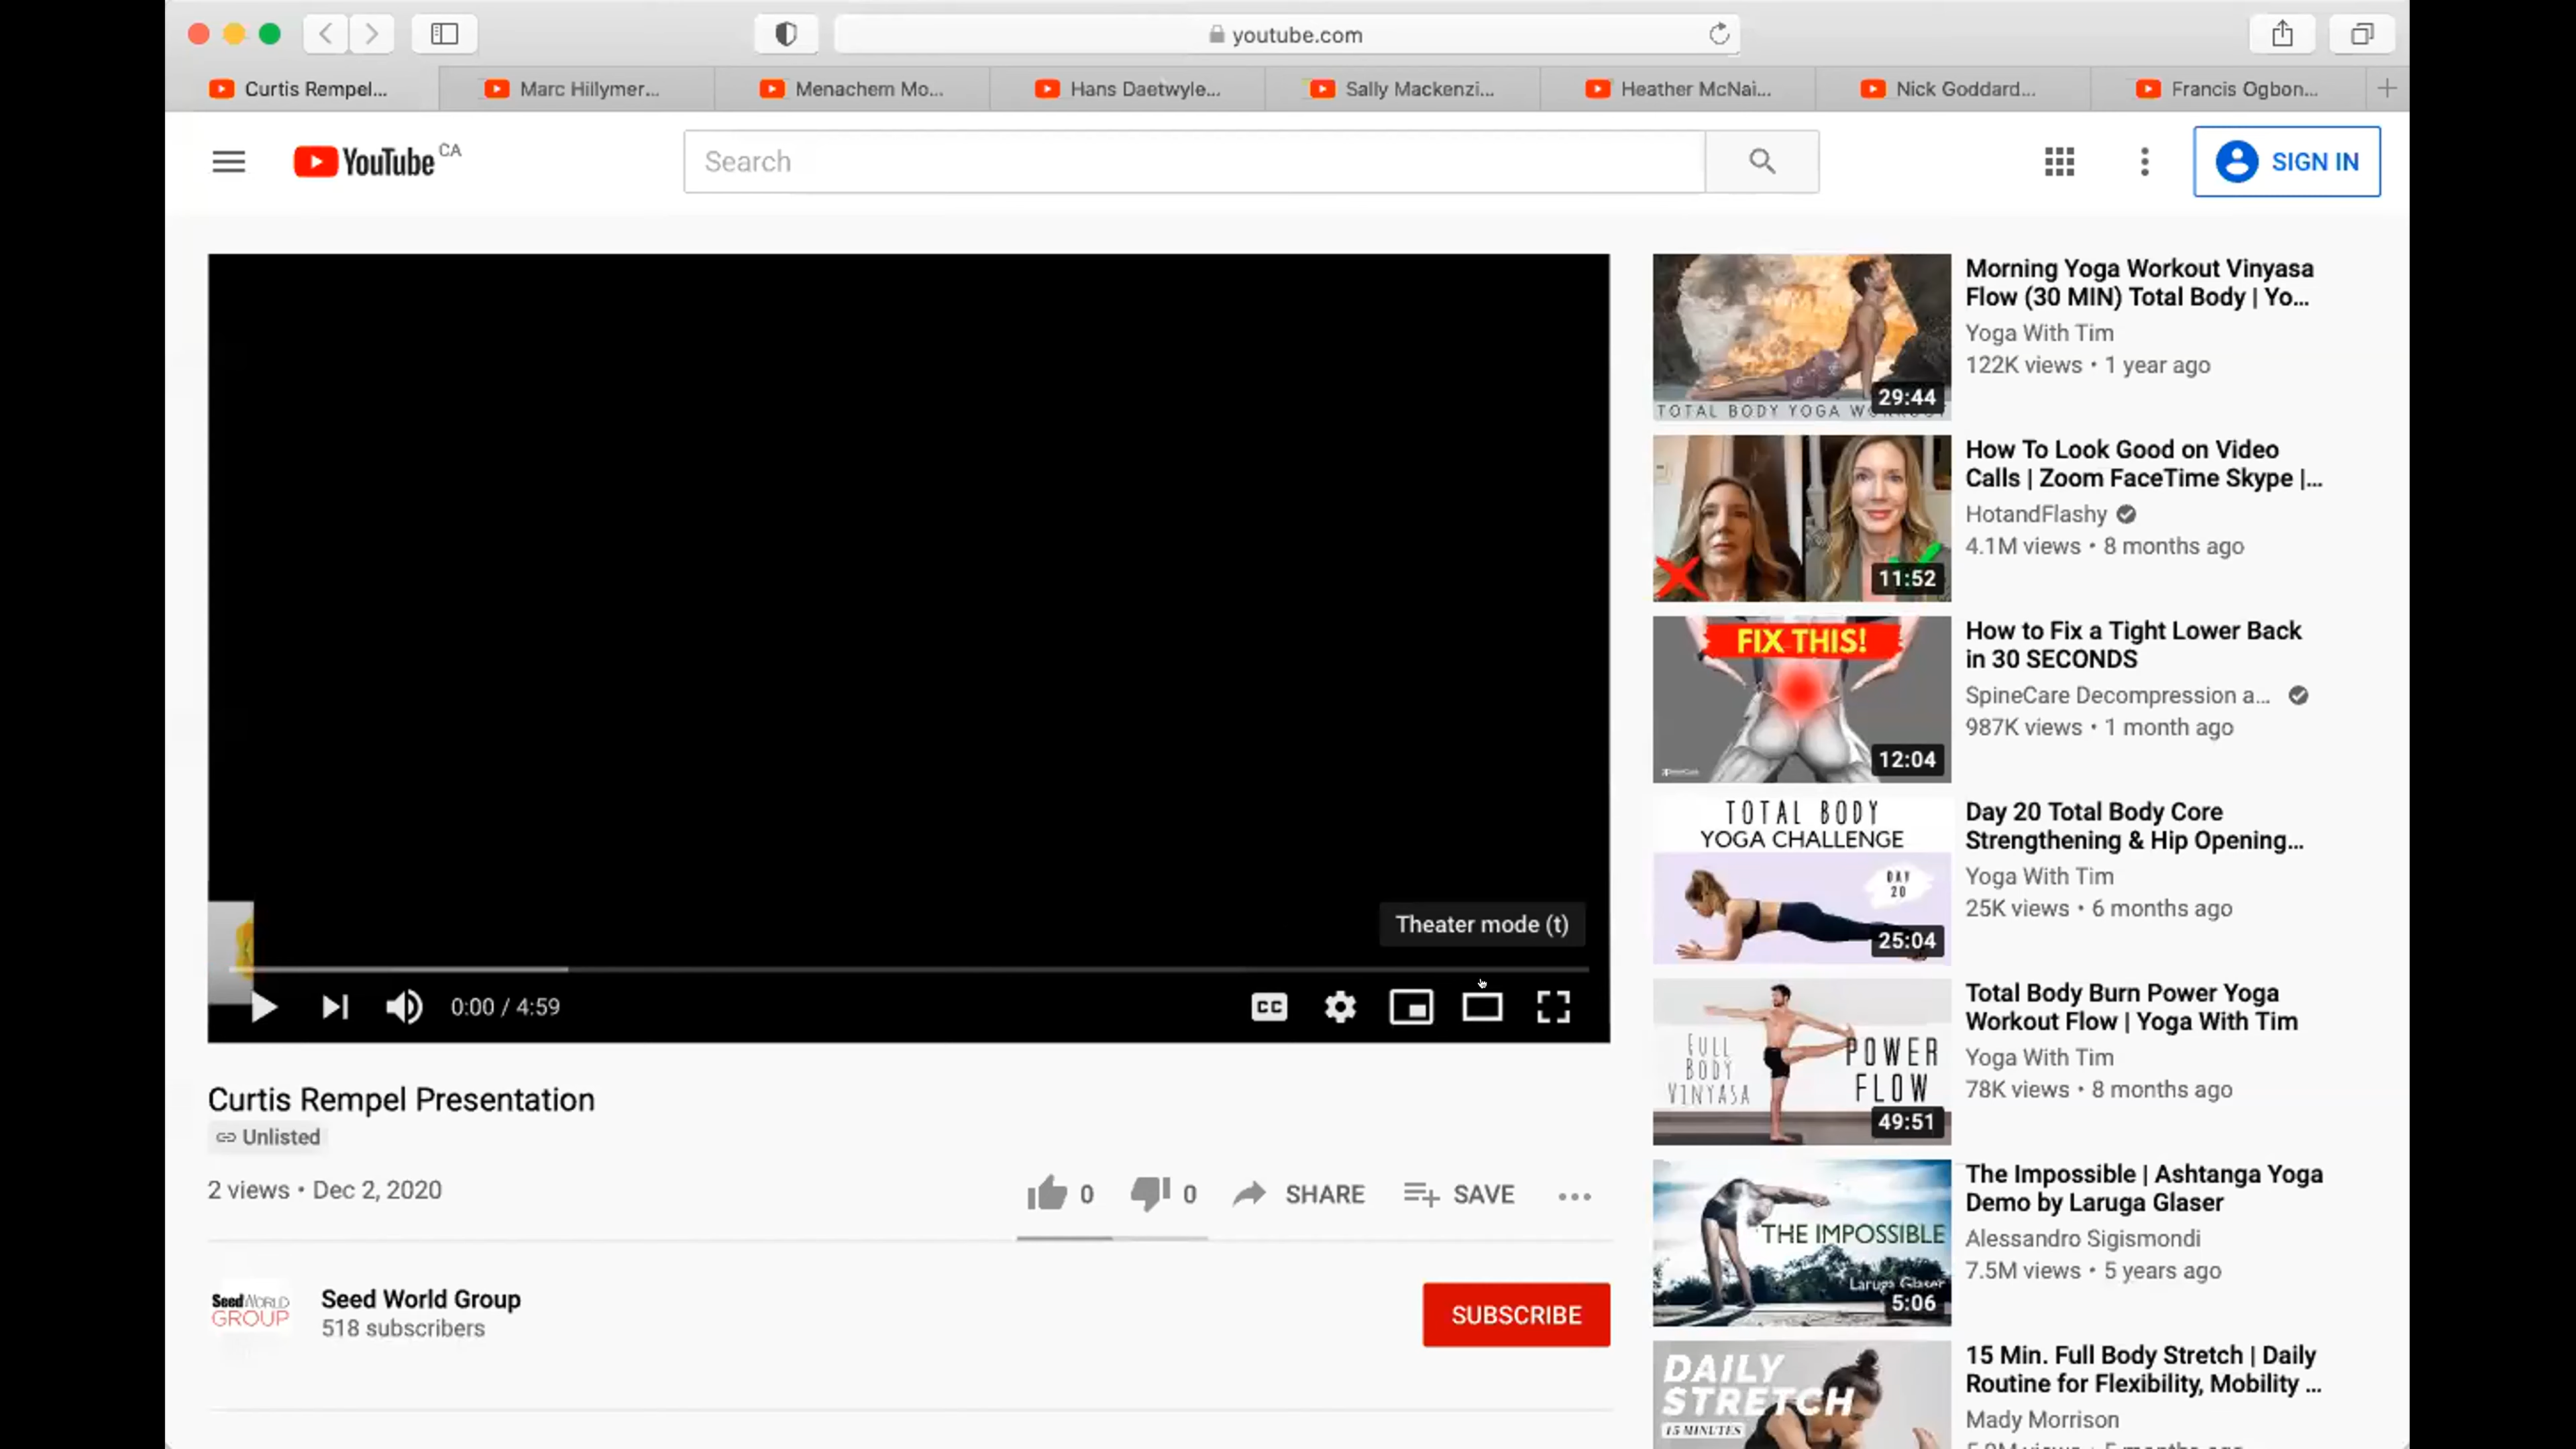 youtube.com
Curtis Rempel...
Marc Hillymer...
Menachem Mo...
Hans Daetwyle...
Sally Mackenzi...
Heather McNai...
Nick Goddard...
Francis Ogbon...
YouTube CA
Search
SIGN IN
Theater mode (t)
0:00 / 4:59
CC
Curtis Rempel Presentation
Unlisted
2 views • Dec 2, 2020
0
0
SHARE
SAVE
Seed WORLD
GROUP
Seed World Group
518 subscribers
SUBSCRIBE
29:44
TOTAL BODY YOGA
Morning Yoga Workout Vinyasa
Flow (30 MIN) Total Body | Yo...
Yoga With Tim
122K views • 1 year ago
11:52
How To Look Good on Video
Calls | Zoom FaceTime Skype |...
HotandFlashy
4.1M views • 8 months ago
FIX THIS!
12:04
How to Fix a Tight Lower Back
in 30 SECONDS
SpineCare Decompression a...
987K views • 1 month ago
TOTAL BODY
YOGA CHALLENGE
DAY
20
25:04
Day 20 Total Body Core
Strengthening & Hip Opening...
Yoga With Tim
25K views • 6 months ago
FULL
BODY
VINYASA
POWER
FLOW
49:51
Total Body Burn Power Yoga
Workout Flow | Yoga With Tim
Yoga With Tim
78K views • 8 months ago
THE IMPOSSIBLE
Laruga Glaser
5:06
The Impossible | Ashtanga Yoga
Demo by Laruga Glaser
Alessandro Sigismondi
7.5M views • 5 years ago
DAILY
STRETCH
15 MINUTES
15 Min. Full Body Stretch | Daily
Routine for Flexibility, Mobility ...
Mady Morrison